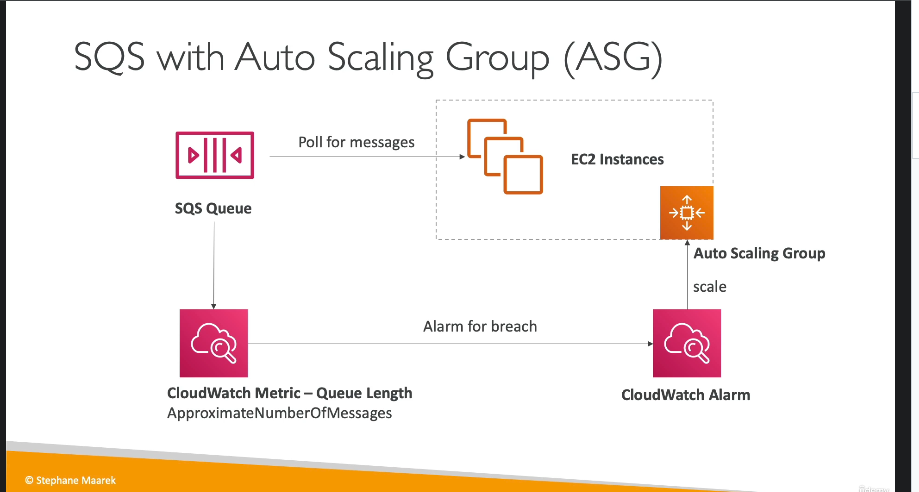 SQS with Auto Scaling Group (ASG)
Poll for messages
EC2 Instances
SQS Queue
Auto Scaling Group
scale
Alarm for breach
CloudWatch Metric – Queue Length
ApproximateNumberOfMessages
CloudWatch Alarm
© Stephane Maarek